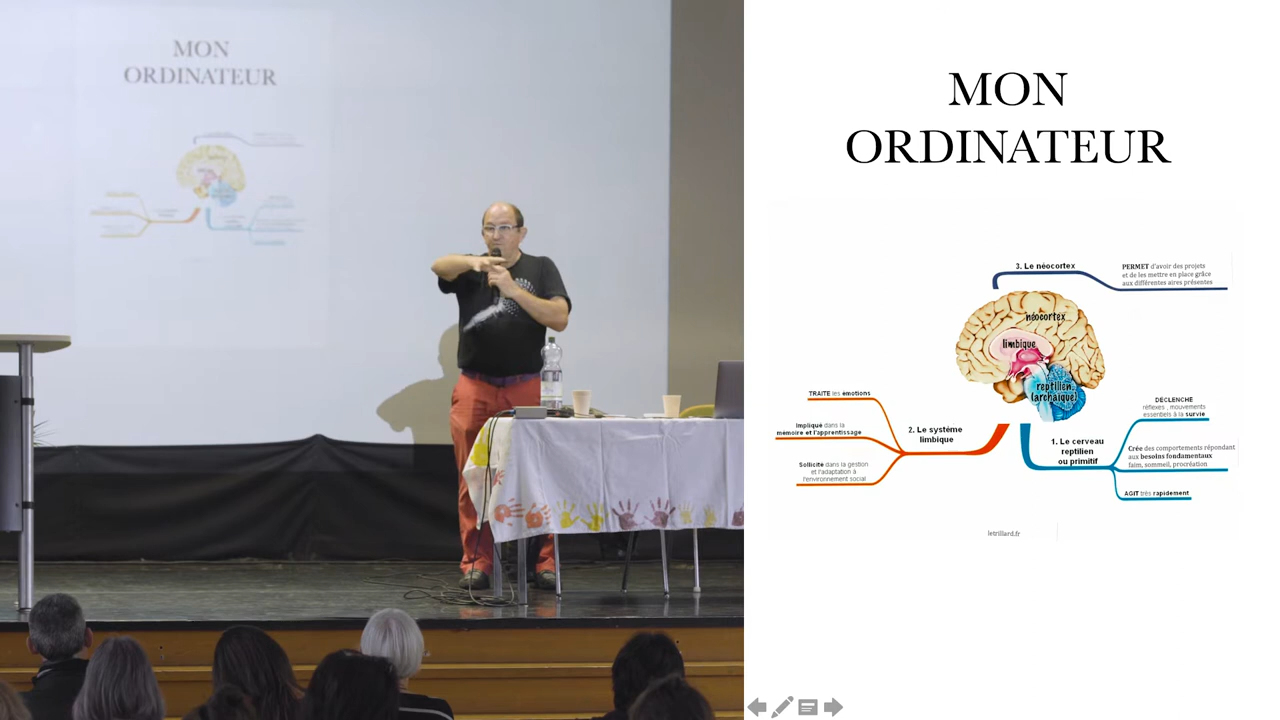 MON
ORDINATEUR
MON
ORDINATEUR
3. Le néocortex
PERMET d'avoir des projets
et de les mettre en place grâce
aux différentes aires présentes
néocortex
limbique
reptilien
(archaïque)
TRAITE les émotions
Impliqué dans la
mémoire et l'apprentissage
Sollicité dans la gestion
et l'adaptation à
l'environnement social
2. Le système
limbique
1. Le cerveau
reptilien
ou primitif
DÉCLENCHE
réflexes , mouvements
essentiels à la survie
Crée des comportements répondant
aux besoins fondamentaux
faim, sommeil, procréation
AGIT très rapidement
letrillard.fr